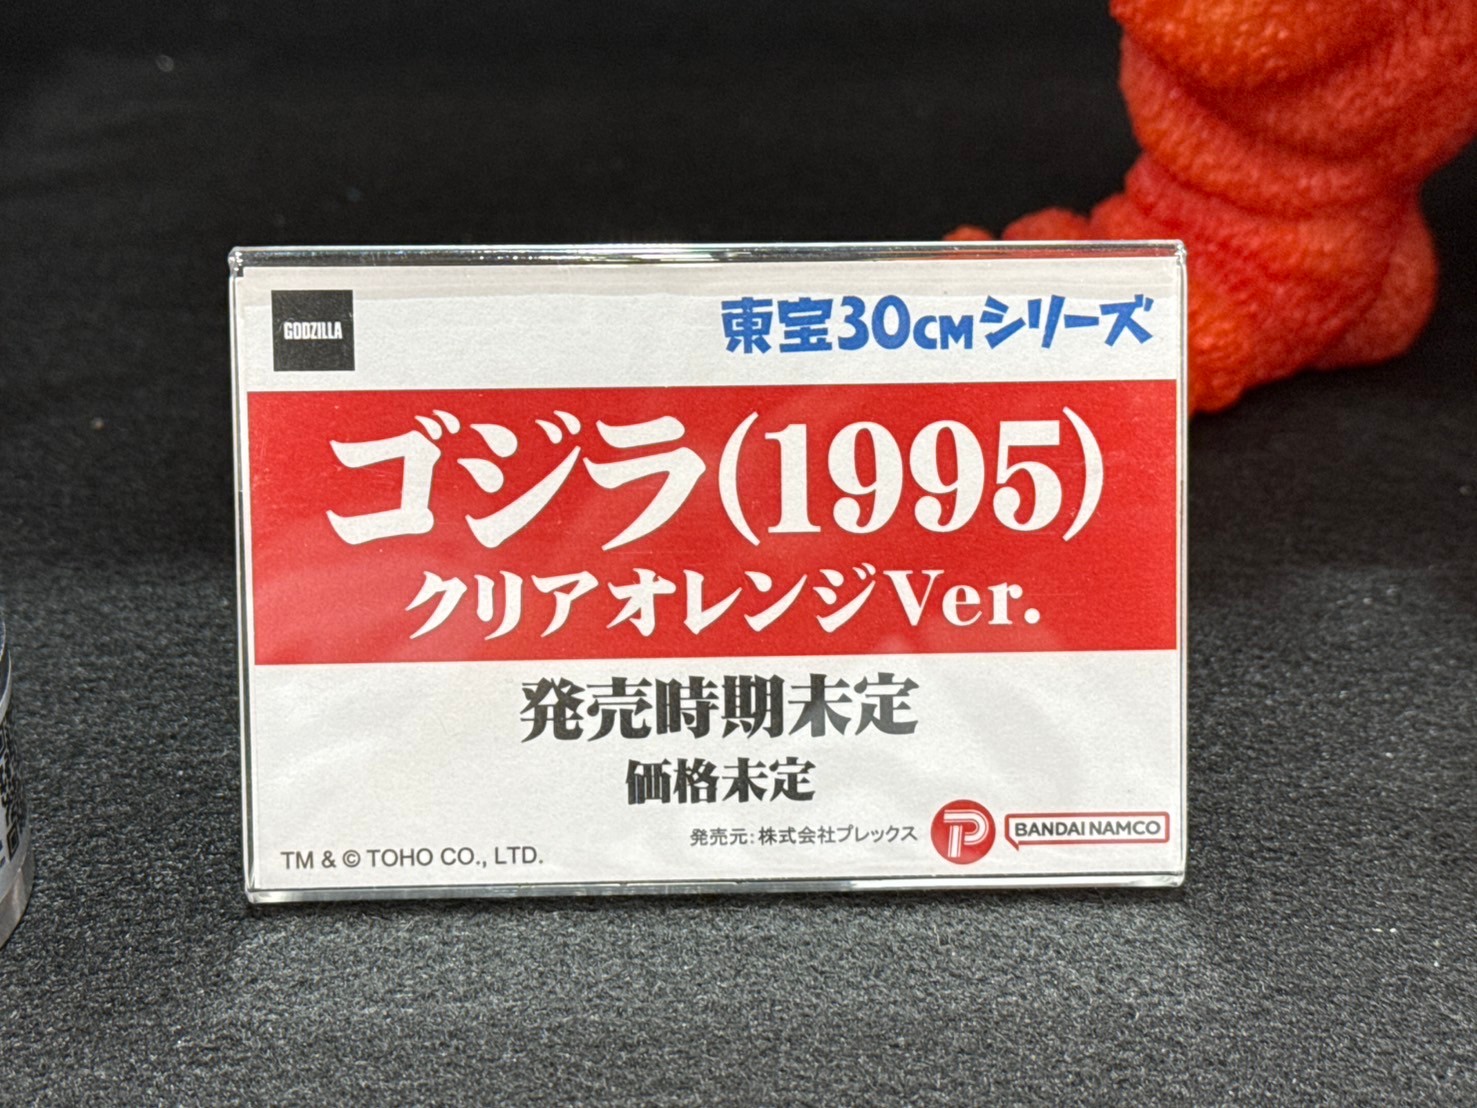 GODZILLA
東宝30CMシリーズ
ゴジラ(1995)
クリアオレンジVer.
発売時期未定
価格未定
発売元:株式会社プレックス
P
BANDAI NAMCO
TM & © TOHO CO., LTD.